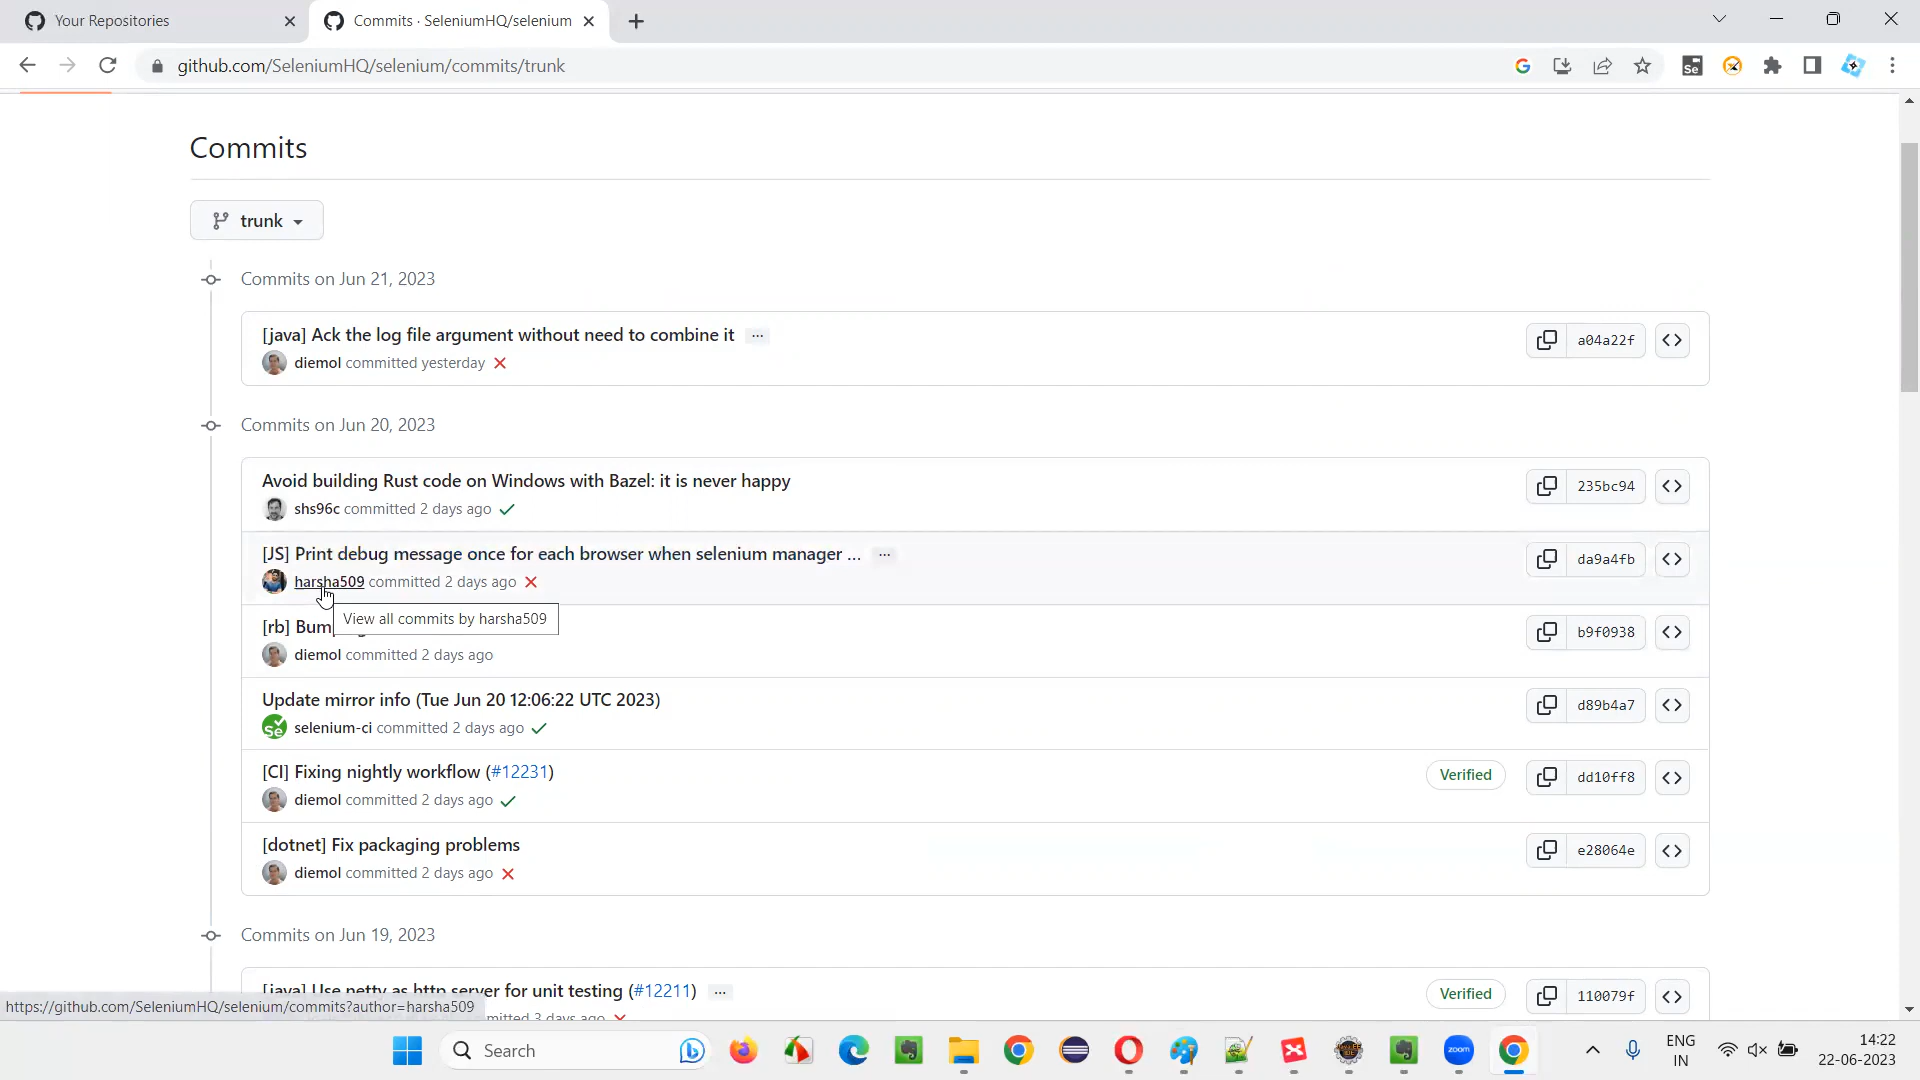 Your Repositories
Commits · SeleniumHQ/selenium
github.com/SeleniumHQ/selenium/commits/trunk
Commits
trunk
Commits on Jun 21, 2023
[java] Ack the log file argument without need to combine it …
a04a22f
diemol committed yesterday
Commits on Jun 20, 2023
Avoid building Rust code on Windows with Bazel: it is never happy
235bc94
shs96c committed 2 days ago
[JS] Print debug message once for each browser when selenium manager … …
da9a4fb
harsha509 committed 2 days ago
View all commits by harsha509
[rb]
b9f0938
diemol committed 2 days ago
Update mirror info (Tue Jun 20 12:06:22 UTC 2023)
d89b4a7
selenium-ci committed 2 days ago
[CI] Fixing nightly workflow (#12231)
Verified
dd10ff8
diemol committed 2 days ago
[dotnet] Fix packaging problems
e28064e
diemol committed 2 days ago
Commits on Jun 19, 2023
[java] Use netty as http server for unit testing (#12211) …
Verified
110079f
https://github.com/SeleniumHQ/selenium/commits?author=harsha509
committed 3 days ago
Search
zoom
ENG
IN
14:22
22-06-2023